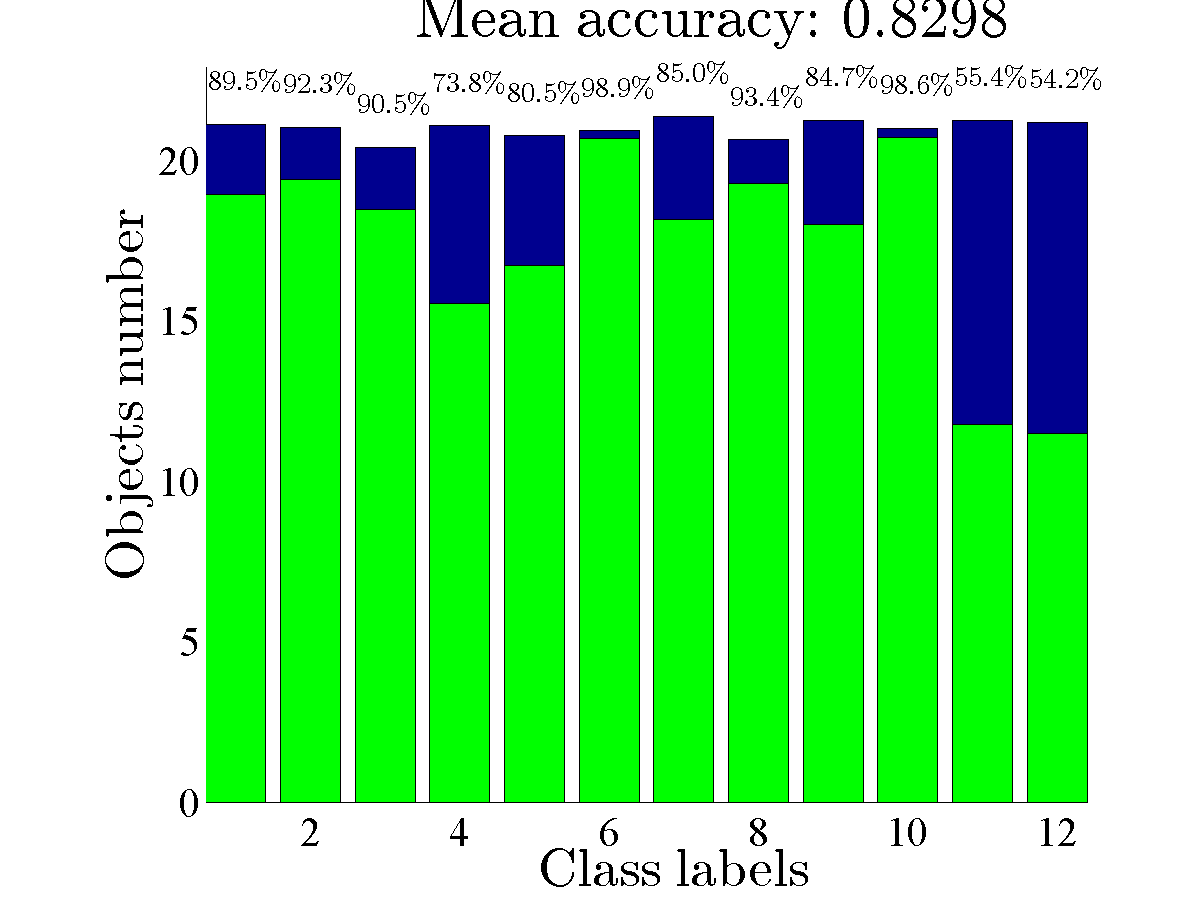 Mean accuracy: 0.8298
89.5% 92.3% 90.5% 73.8% 80.5% 98.9% 85.0% 93.4% 84.7% 98.6% 55.4% 54.2%
20
15
10
5
0
Objects number
2 4 6 8 10 12
Class labels